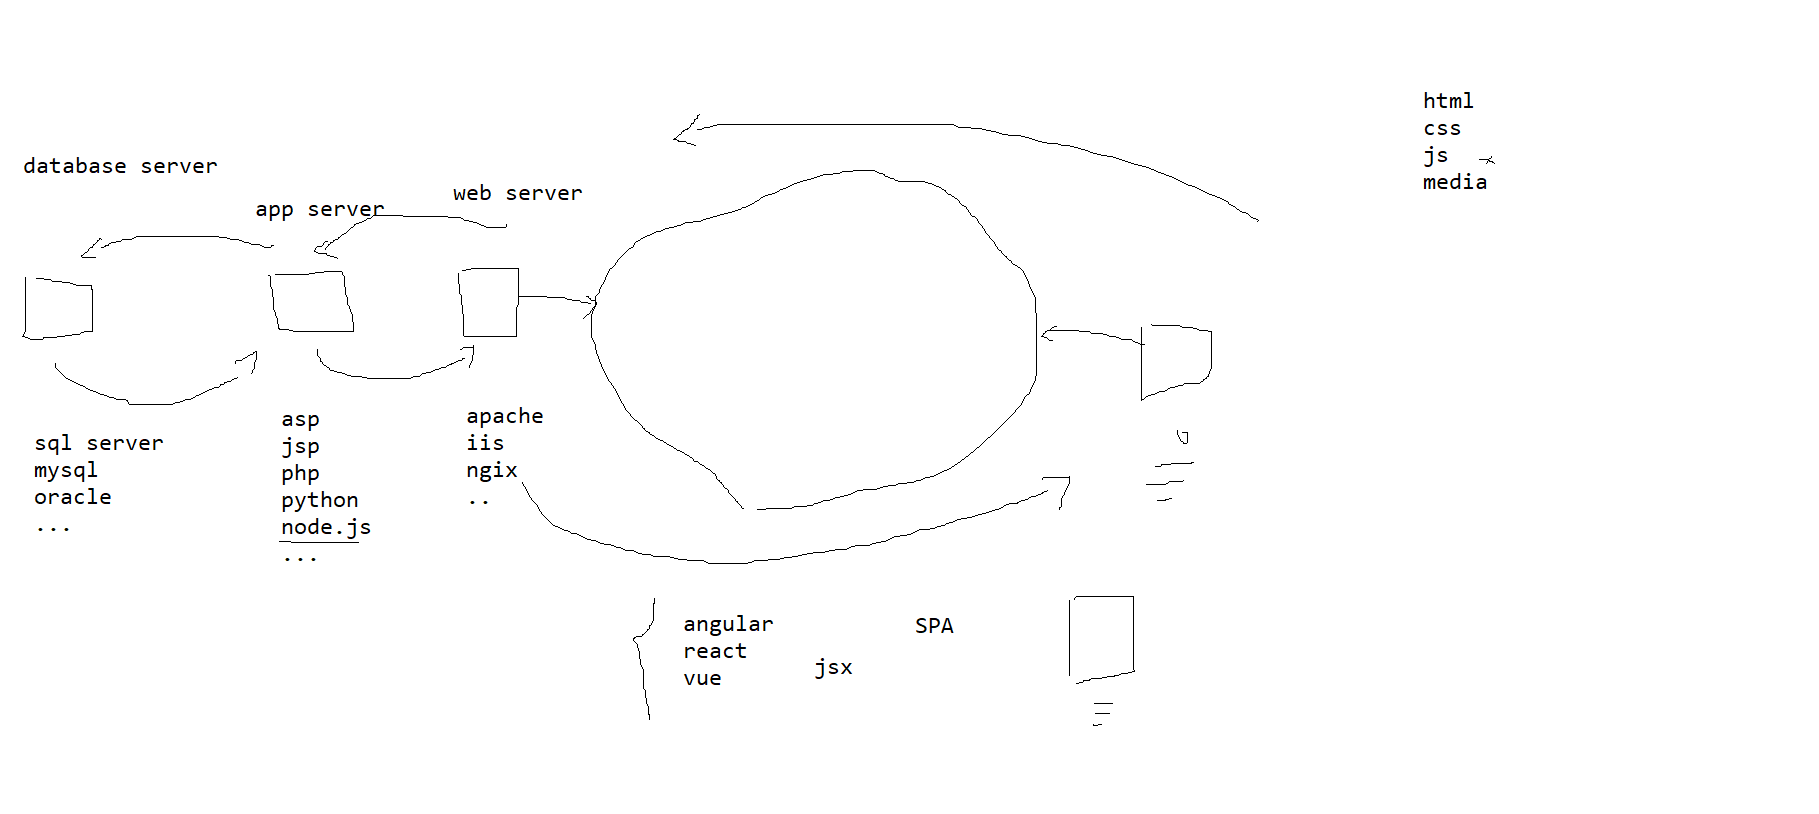 html
css
js
media
database server
app server
web server
sql server
mysql
oracle
...
asp
jsp
php
python
node.js
...
apache
iis
ngix
..
angular
react
vue
jsx
SPA